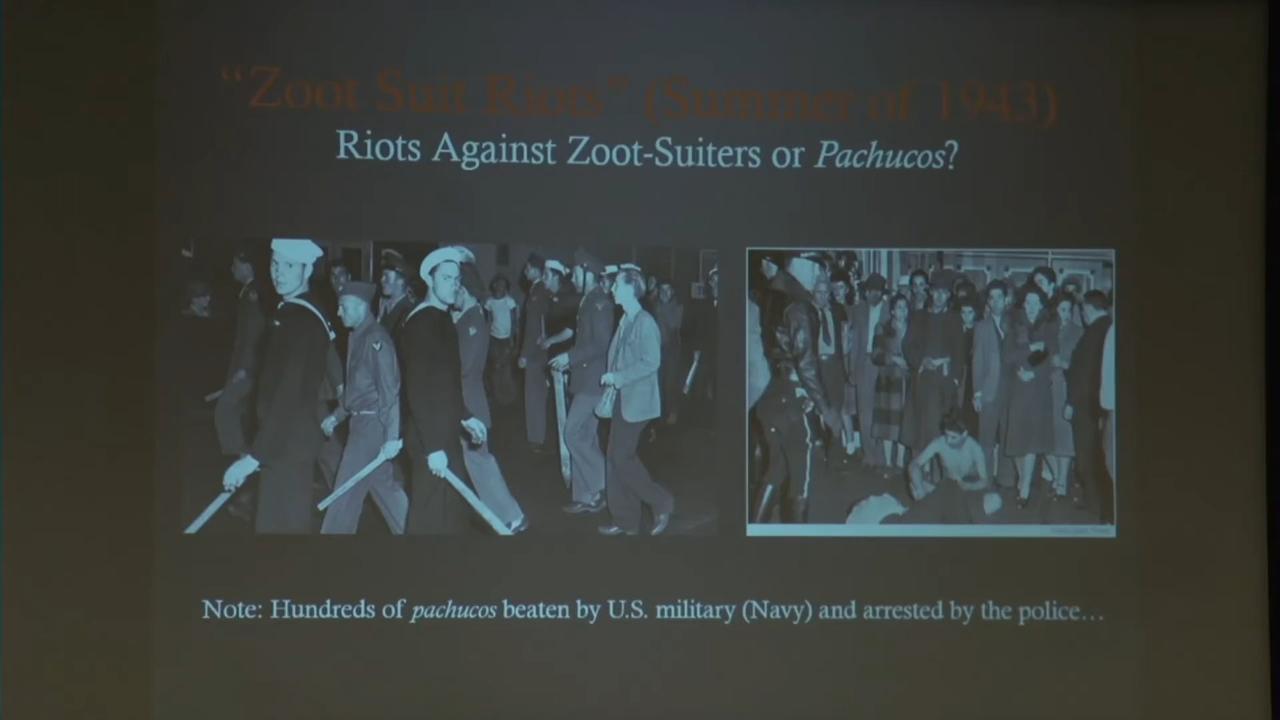 “Zoot Suit Riots” (Summer of 1943)
Riots Against Zoot-Suiters or Pachucos?
Note: Hundreds of pachucos beaten by U.S. military (Navy) and arrested by the police…